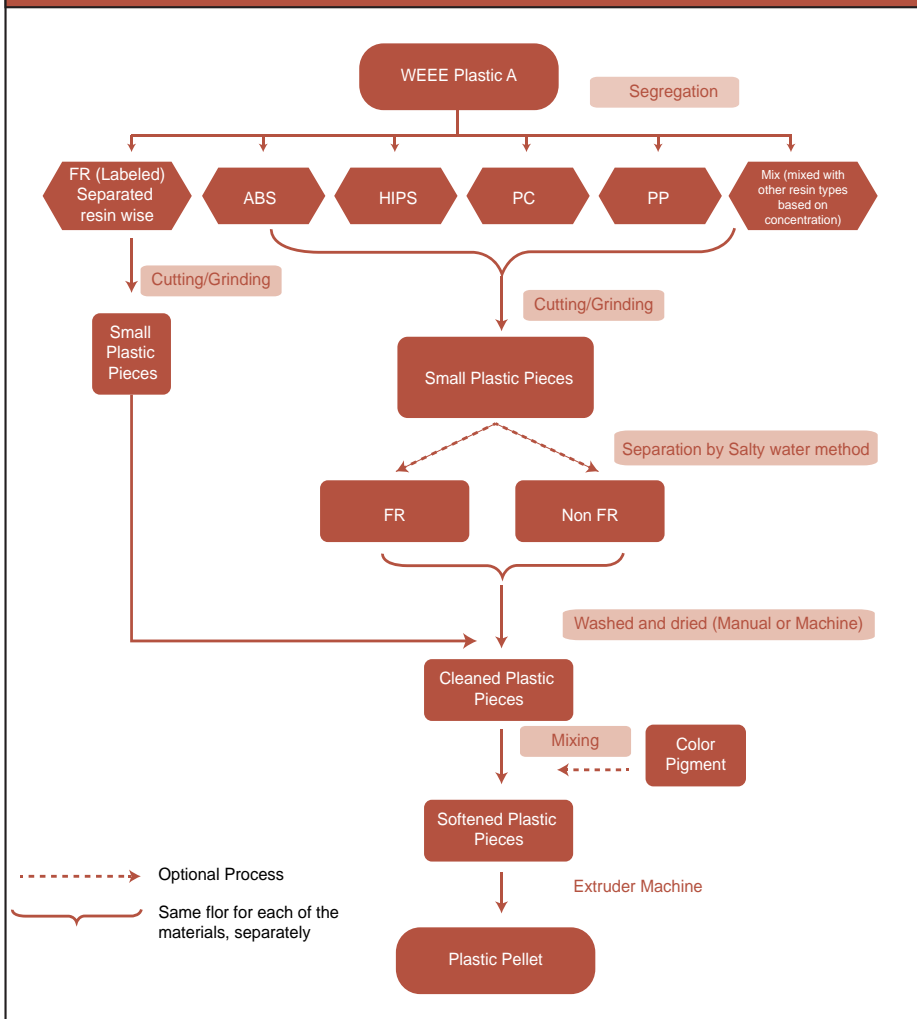 WEEE Plastic A
Segregation
FR (Labeled)
Separated
resin wise
ABS
HIPS
PC
PP
Mix (mixed with
other resin types
based on
concentration)
Cutting/Grinding
Cutting/Grinding
Small
Plastic
Pieces
Small Plastic Pieces
Separation by Salty water method
FR
Non FR
Washed and dried (Manual or Machine)
Cleaned Plastic
Pieces
Mixing
Color
Pigment
Softened Plastic
Pieces
Optional Process
Extruder Machine
Same flor for each of the
materials, separately
Plastic Pellet